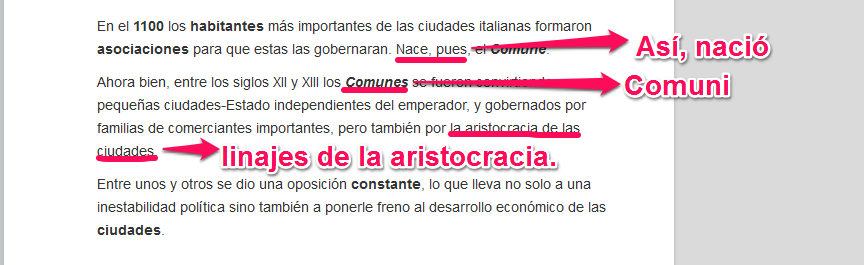 En el 1100 los habitantes más importantes de las ciudades italianas formaron
asociaciones para que estas las gobernaran. Nace, pues, el Comune.
Así, nació
Ahora bien, entre los siglos XII y XIII los Comunes se fueron convirtiendo
Comuni
pequeñas ciudades-Estado independientes del emperador, y gobernados por
familias de comerciantes importantes, pero también por la aristocracia de las
ciudades.
linajes de la aristocracia.
Entre unos y otros se dio una oposición constante, lo que lleva no solo a una
inestabilidad política sino también a ponerle freno al desarrollo económico de las
ciudades.